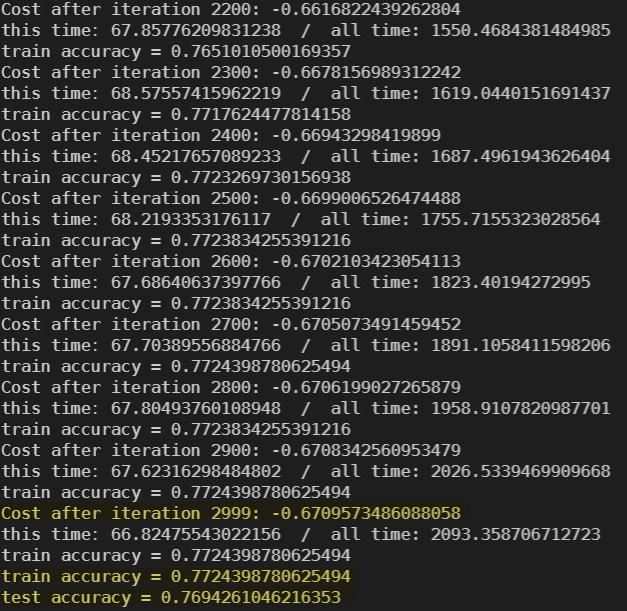 Cost after iteration 2200: -0.6616822439262804
this time: 67.85776209831238  /  all time: 1550.4684381484985
train accuracy = 0.7651010500169357
Cost after iteration 2300: -0.6678156989312242
this time: 68.57557415962219  /  all time: 1619.0440151691437
train accuracy = 0.7717624477814158
Cost after iteration 2400: -0.66943298419899
this time: 68.45217657089233  /  all time: 1687.4961943626404
train accuracy = 0.7723269730156938
Cost after iteration 2500: -0.6699006526474488
this time: 68.2193353176117  /  all time: 1755.7155323028564
train accuracy = 0.7723834255391216
Cost after iteration 2600: -0.6702103423054113
this time: 67.68640637397766  /  all time: 1823.40194272995
train accuracy = 0.7723834255391216
Cost after iteration 2700: -0.6705073491459452
this time: 67.70389556884766  /  all time: 1891.1058411598206
train accuracy = 0.7724398780625494
Cost after iteration 2800: -0.6706199027265879
this time: 67.80493760108948  /  all time: 1958.9107820987701
train accuracy = 0.7723834255391216
Cost after iteration 2900: -0.6708342560953479
this time: 67.62316298484802  /  all time: 2026.5339469909668
train accuracy = 0.7724398780625494
Cost after iteration 2999: -0.6709573486088058
this time: 66.82475543022156  /  all time: 2093.358706712723
train accuracy = 0.7724398780625494
train accuracy = 0.7724398780625494
test accuracy = 0.7694261046216353